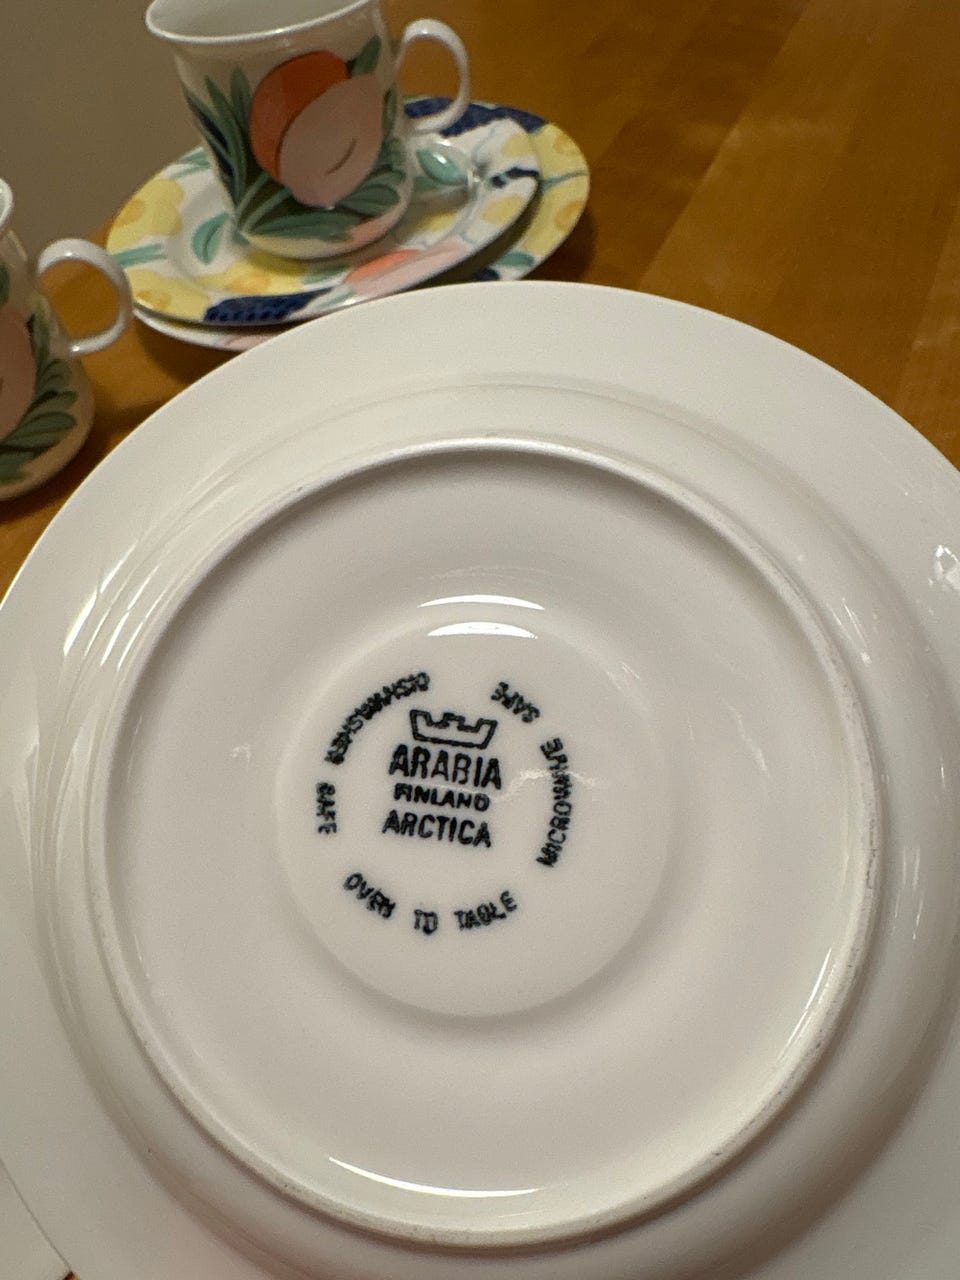 ARABIA
FINLAND
ARCTICA
DISHWASHER SAFE
OVEN TO TABLE
MICROWAVE SAFE